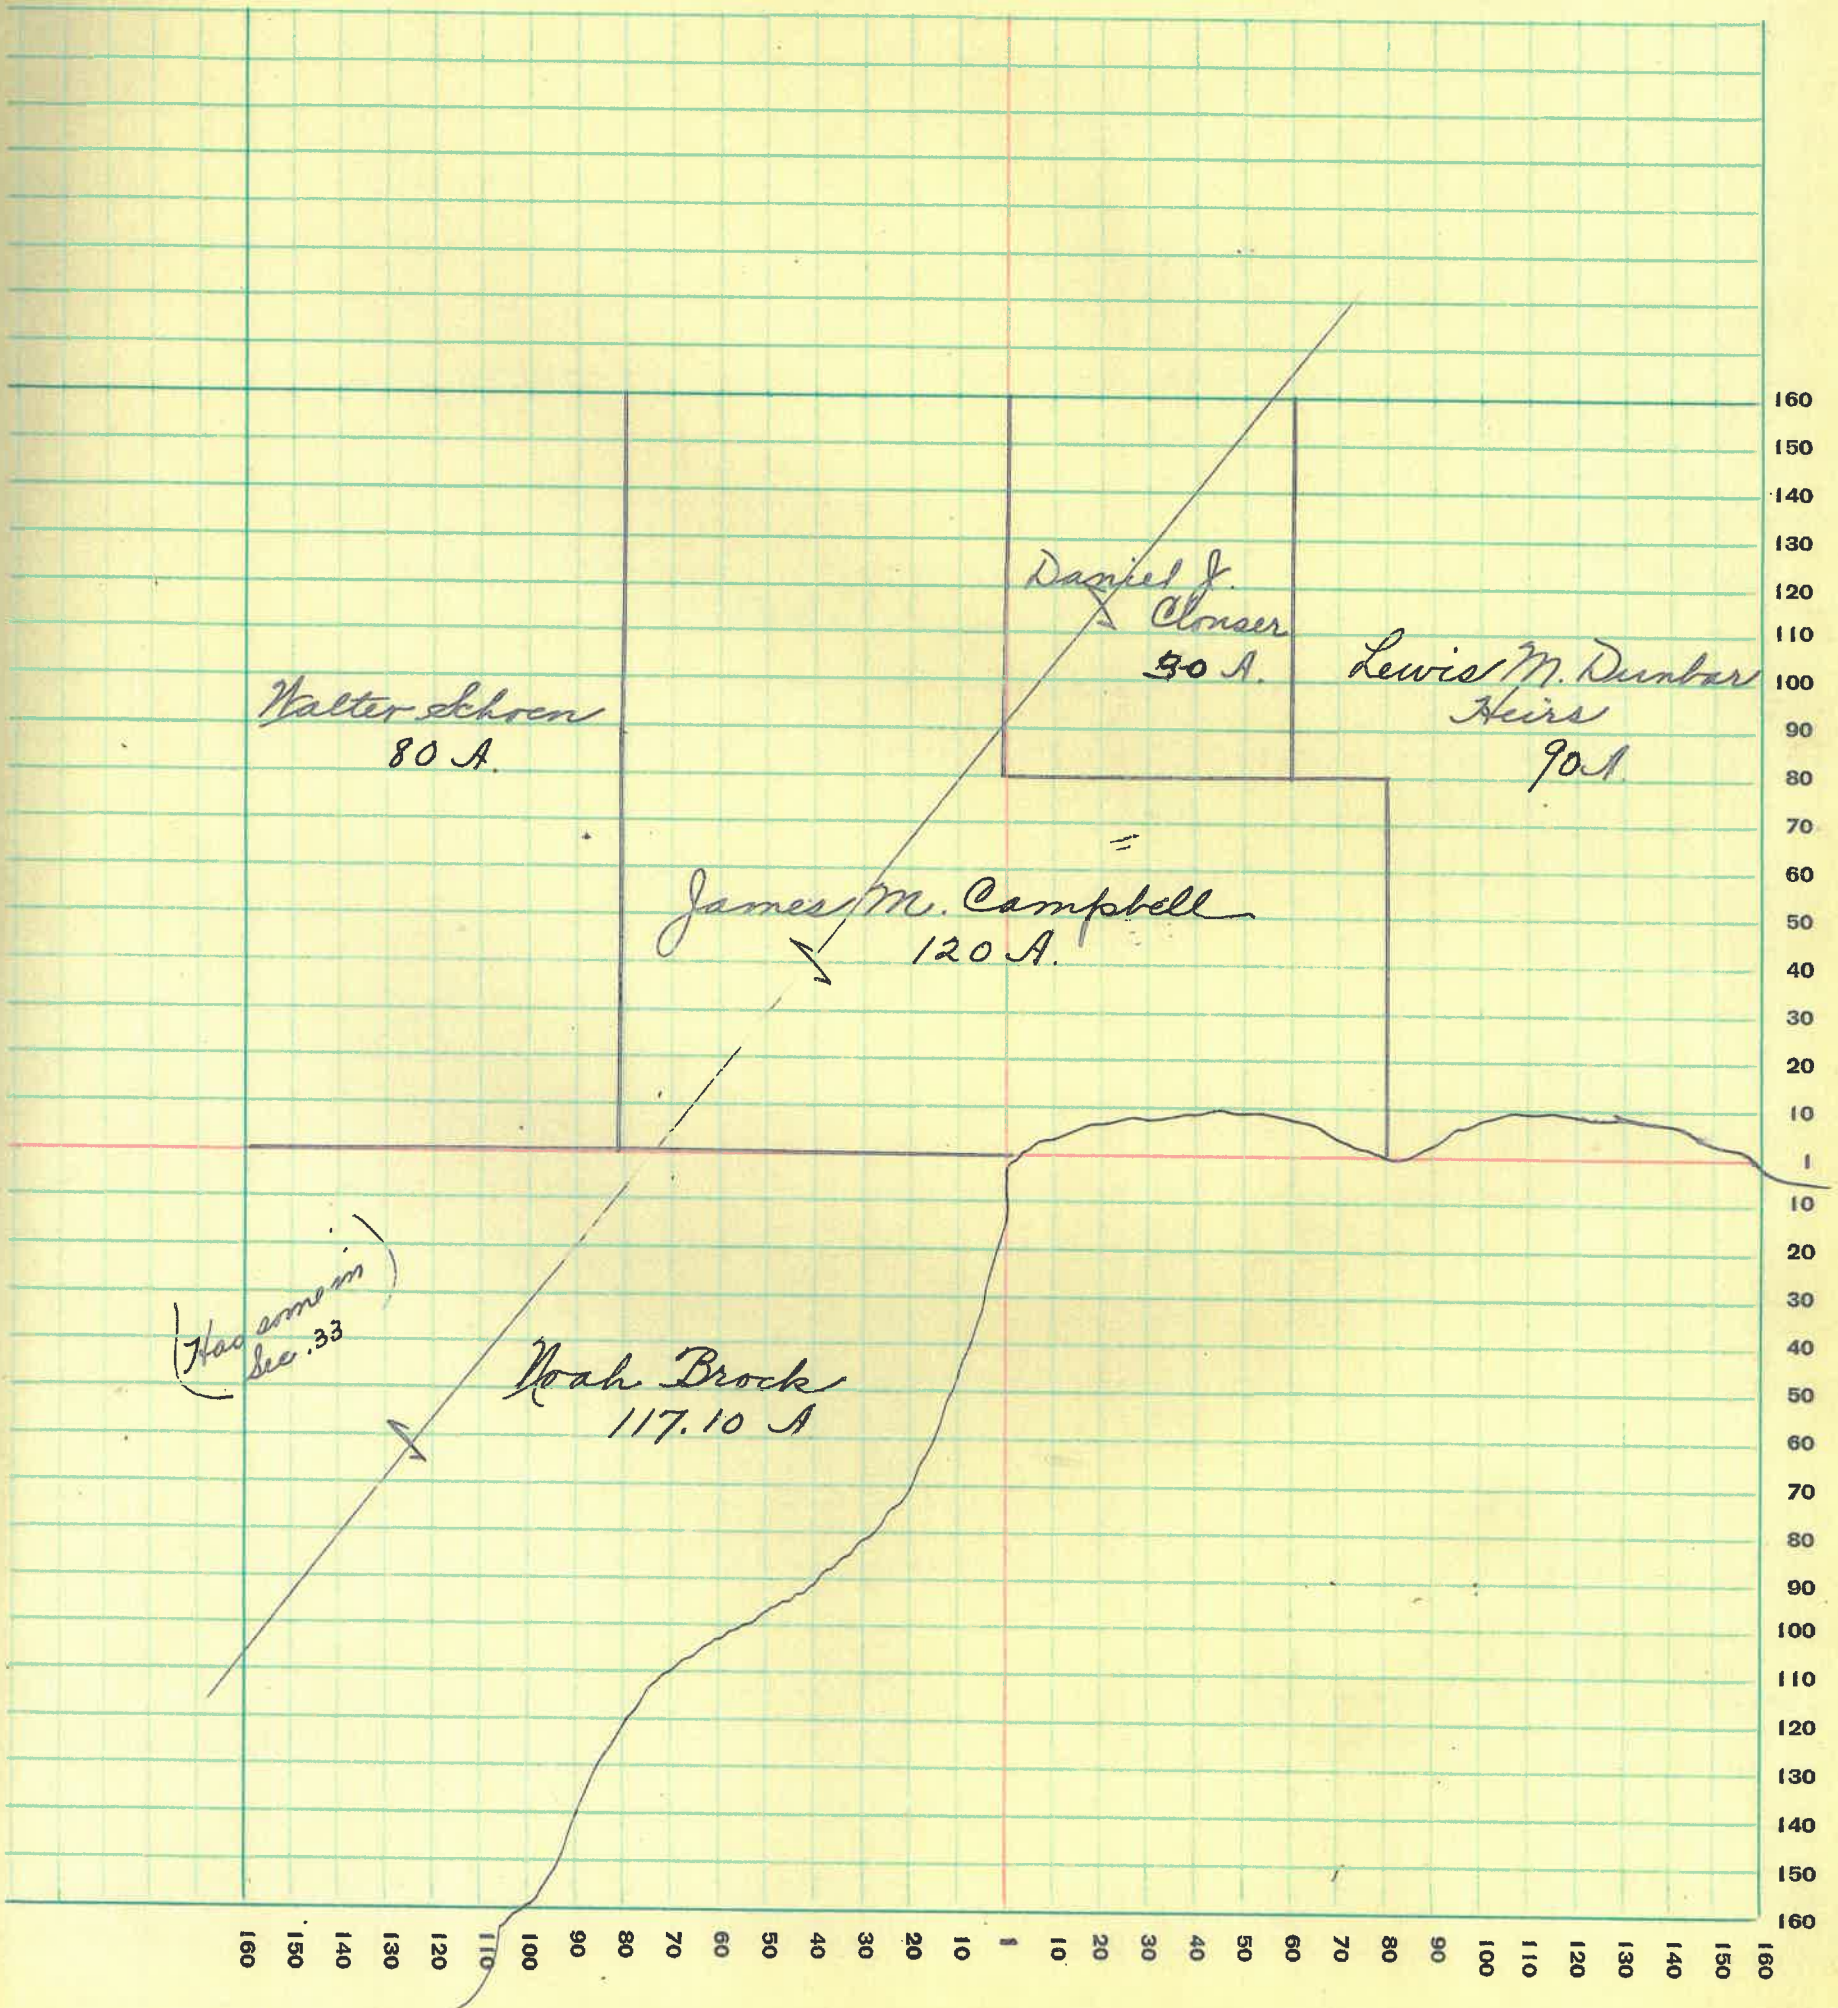 Daniel J.
Clonser
30 A.
Lewis M. Dunbar
Heirs
90 A.
Walter Schoen
80 A.
James M. Campbell
120 A.
(Has some in
Sec. 33)
Noah Brock
117.10 A
160
150
140
130
120
110
100
90
80
70
60
50
40
30
20
10
1
10
20
30
40
50
60
70
80
90
100
110
120
130
140
150
160
160 150 140 130 120 110 100 90 80 70 60 50 40 30 20 10 1 10 20 30 40 50 60 70 80 90 100 110 120 130 140 150 160